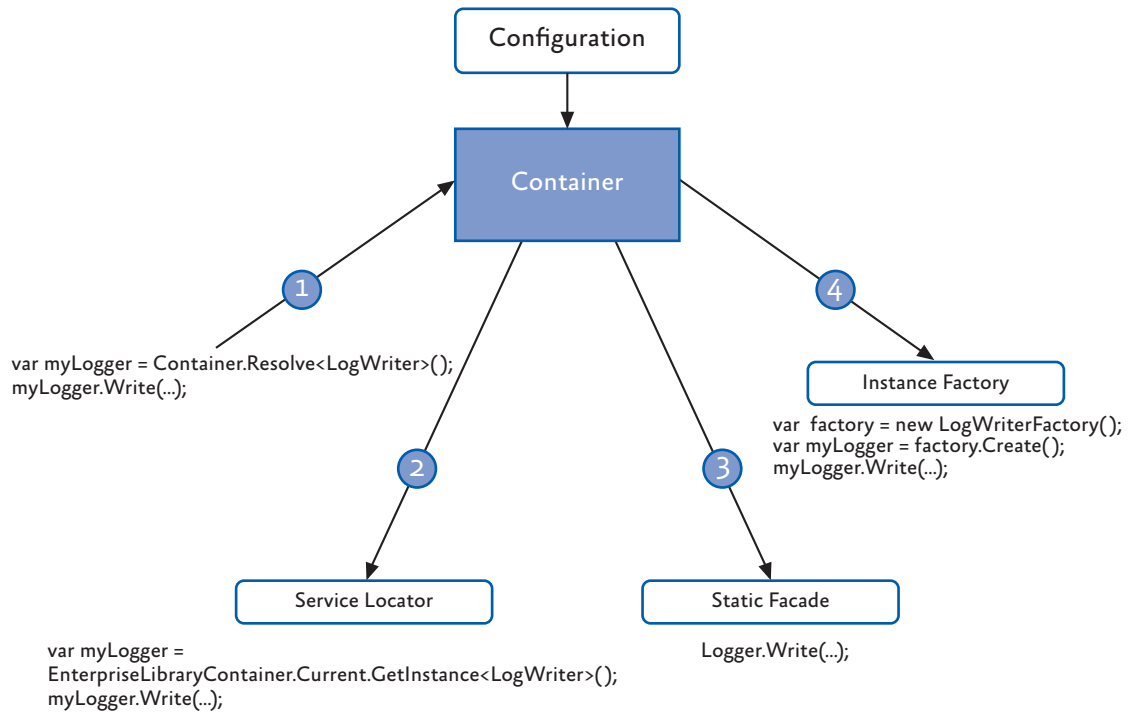 Configuration
Container
1
4
var myLogger = Container.Resolve<LogWriter>();
myLogger.Write(...);
Instance Factory
var  factory = new LogWriterFactory();
var myLogger = factory.Create();
myLogger.Write(...);
2
3
Service Locator
Static Facade
var myLogger =
EnterpriseLibraryContainer.Current.GetInstance<LogWriter>();
myLogger.Write(...);
Logger.Write(...);